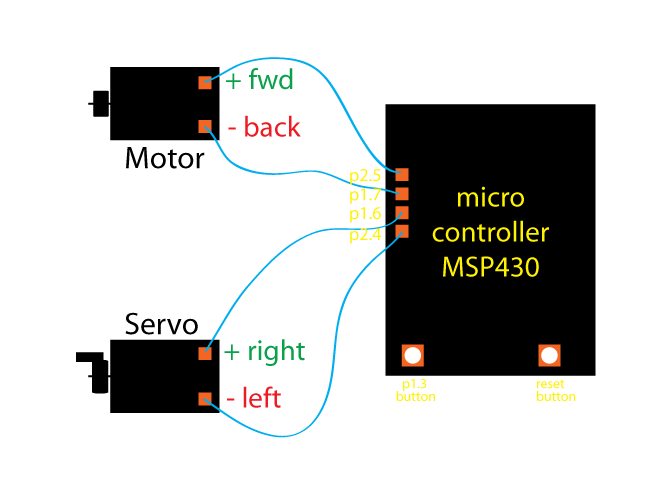 + fwd
- back
Motor
p2.5
p1.7
p1.6
p2.4
micro
controller
MSP430
Servo
+ right
- left
p1.3
button
reset
button